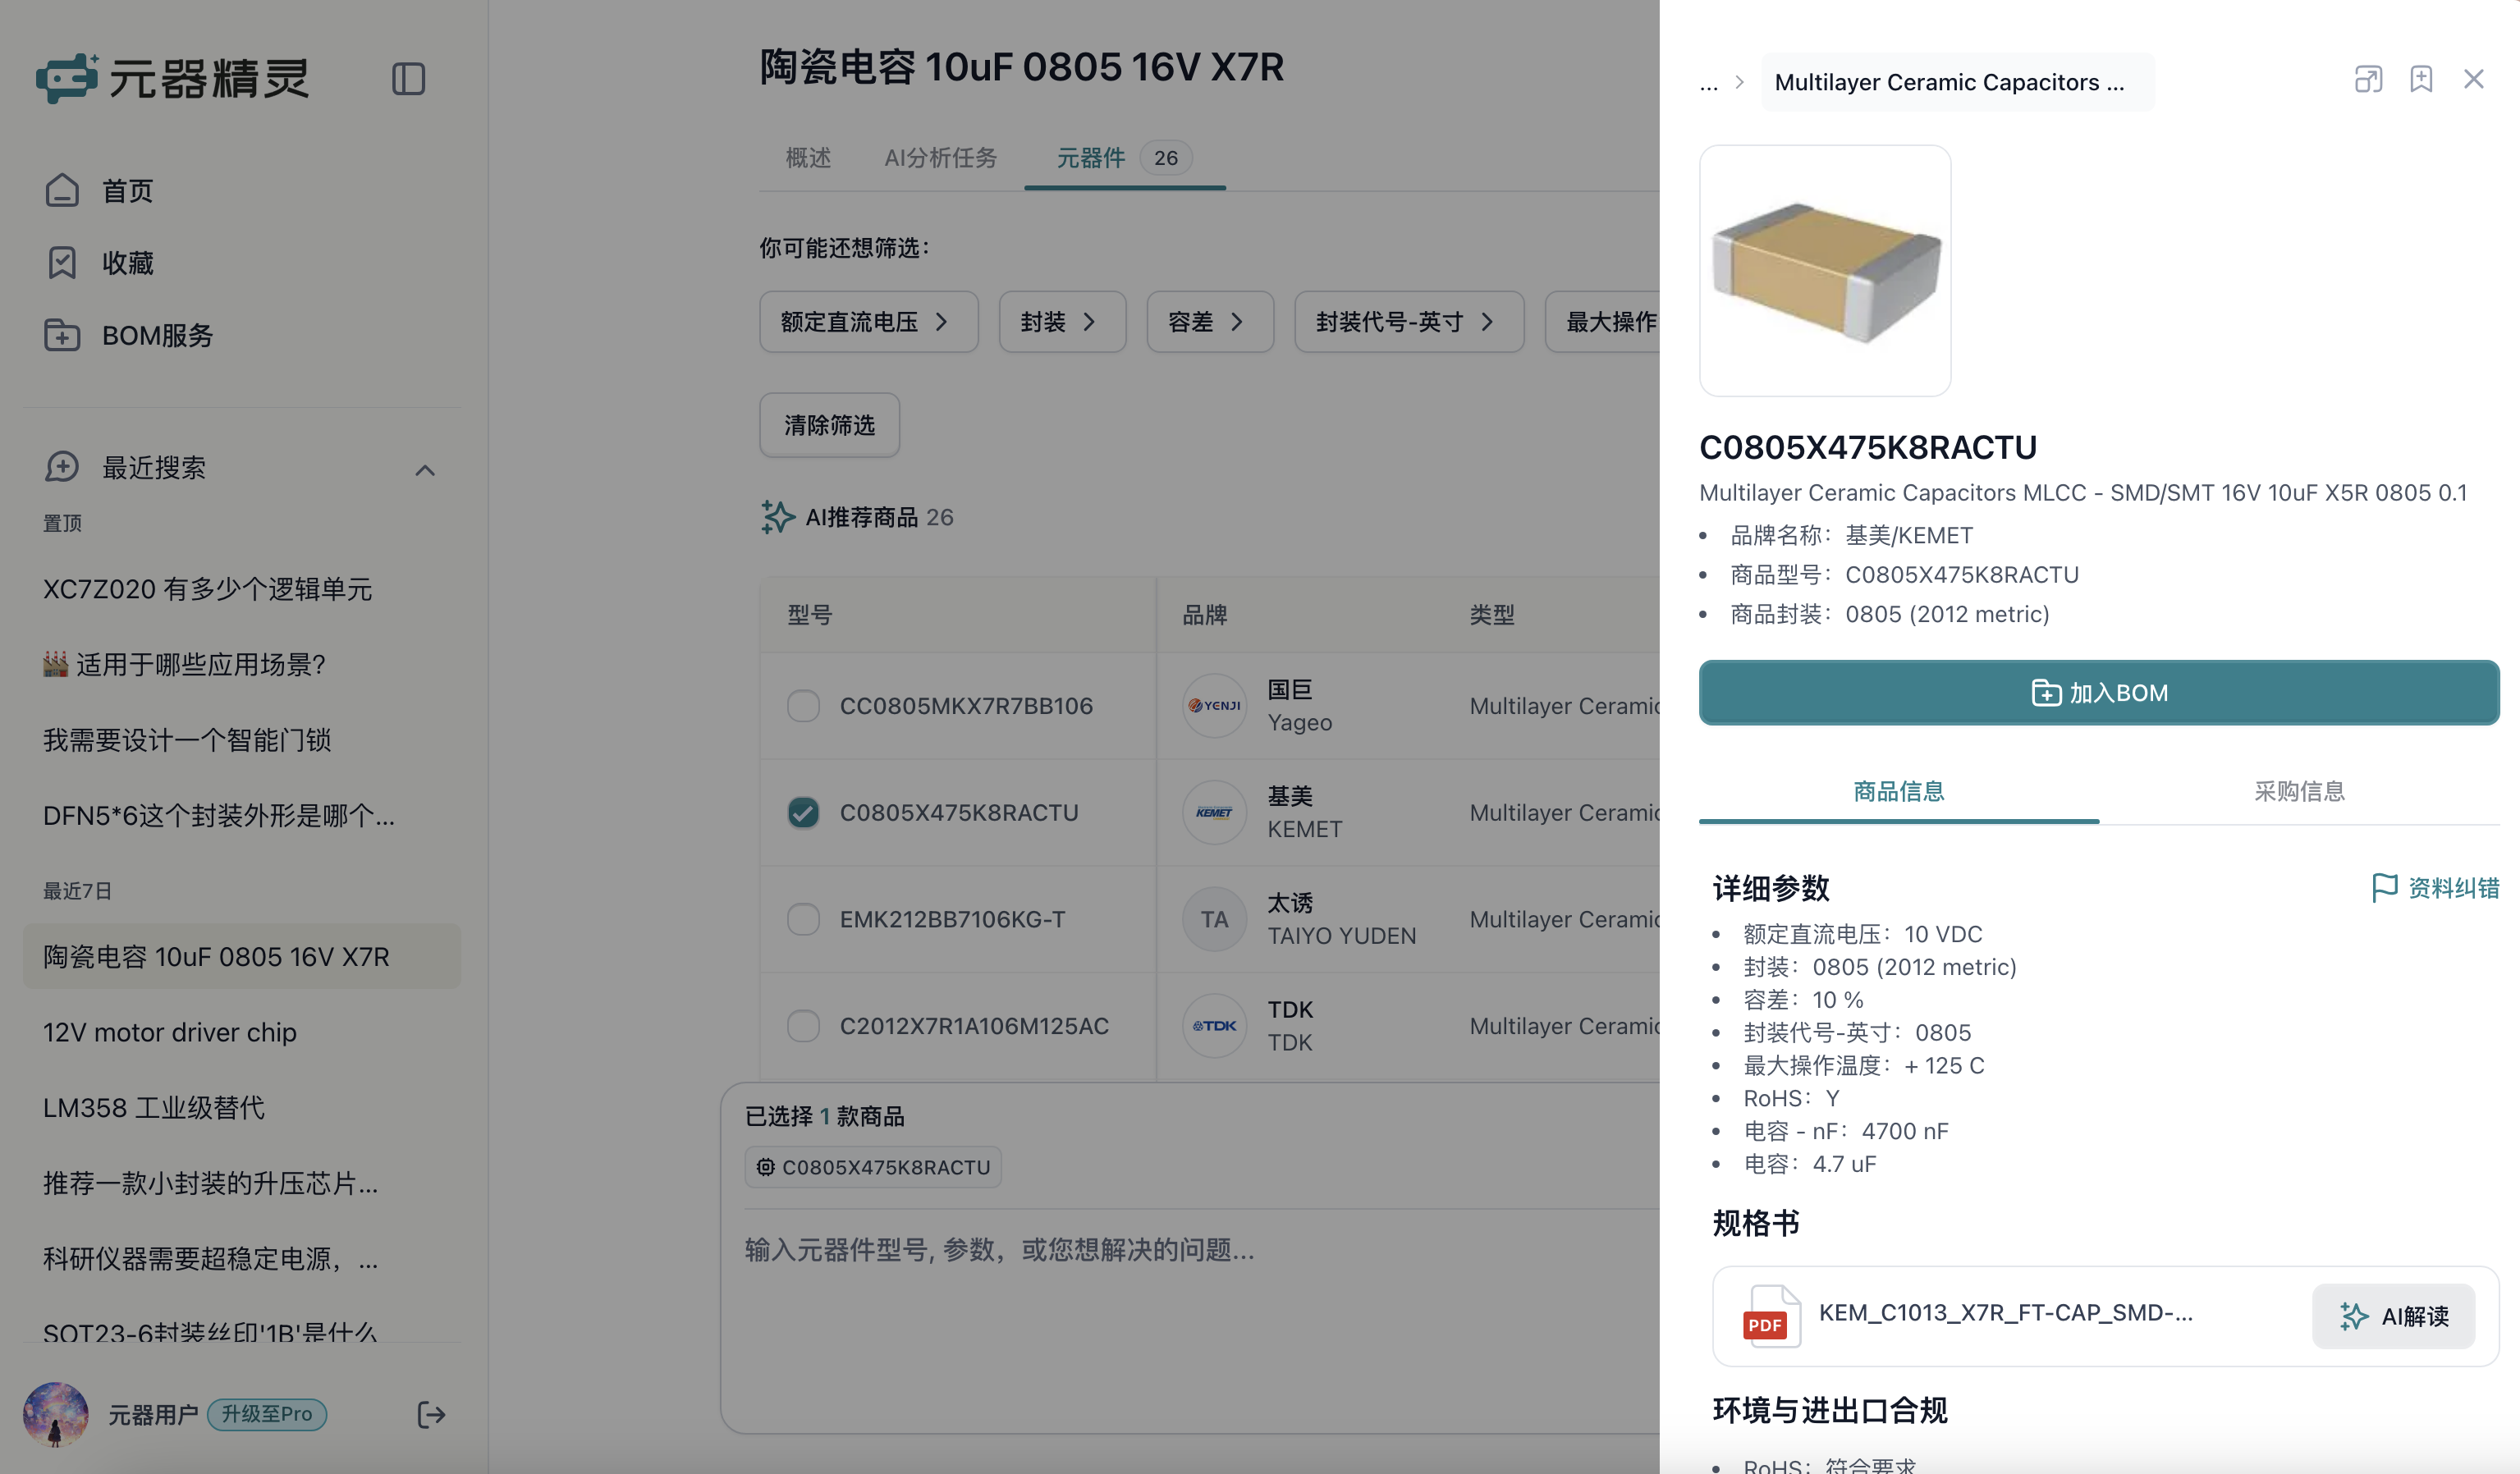 元器精灵
首页
收藏
BOM服务
最近搜索
置顶
XC7Z020 有多少个逻辑单元
适用于哪些应用场景?
我需要设计一个智能门锁
DFN5*6这个封装外形是哪个...
最近7日
陶瓷电容 10uF 0805 16V X7R
12V motor driver chip
LM358 工业级替代
推荐一款小封装的升压芯片...
科研仪器需要超稳定电源，...
SOT23-6封装丝印'1B'是什么
元器用户 升级至Pro
陶瓷电容 10uF 0805 16V X7R
概述 AI分析任务 元器件 26
你可能还想筛选：
额定直流电压 封装 容差 封装代号-英寸 最大操作
清除筛选
AI推荐商品 26
型号 品牌 类型
CC0805MKX7R7BB106 YENJI 国巨 Yageo Multilayer Ceramic
C0805X475K8RACTU KEMET 基美 KEMET Multilayer Ceramic
EMK212BB7106KG-T TA 太诱 TAIYO YUDEN Multilayer Ceramic
C2012X7R1A106M125AC TDK TDK TDK Multilayer Ceramic
已选择 1 款商品
C0805X475K8RACTU
输入元器件型号, 参数，或您想解决的问题...
... Multilayer Ceramic Capacitors ...
C0805X475K8RACTU
Multilayer Ceramic Capacitors MLCC - SMD/SMT 16V 10uF X5R 0805 0.1
品牌名称：基美/KEMET
商品型号：C0805X475K8RACTU
商品封装：0805 (2012 metric)
加入BOM
商品信息 采购信息
详细参数 资料纠错
额定直流电压：10 VDC
封装：0805 (2012 metric)
容差：10 %
封装代号-英寸：0805
最大操作温度：+ 125 C
RoHS：Y
电容 - nF：4700 nF
电容：4.7 uF
规格书
PDF KEM_C1013_X7R_FT-CAP_SMD-... AI解读
环境与进出口合规
RoHS：符合要求